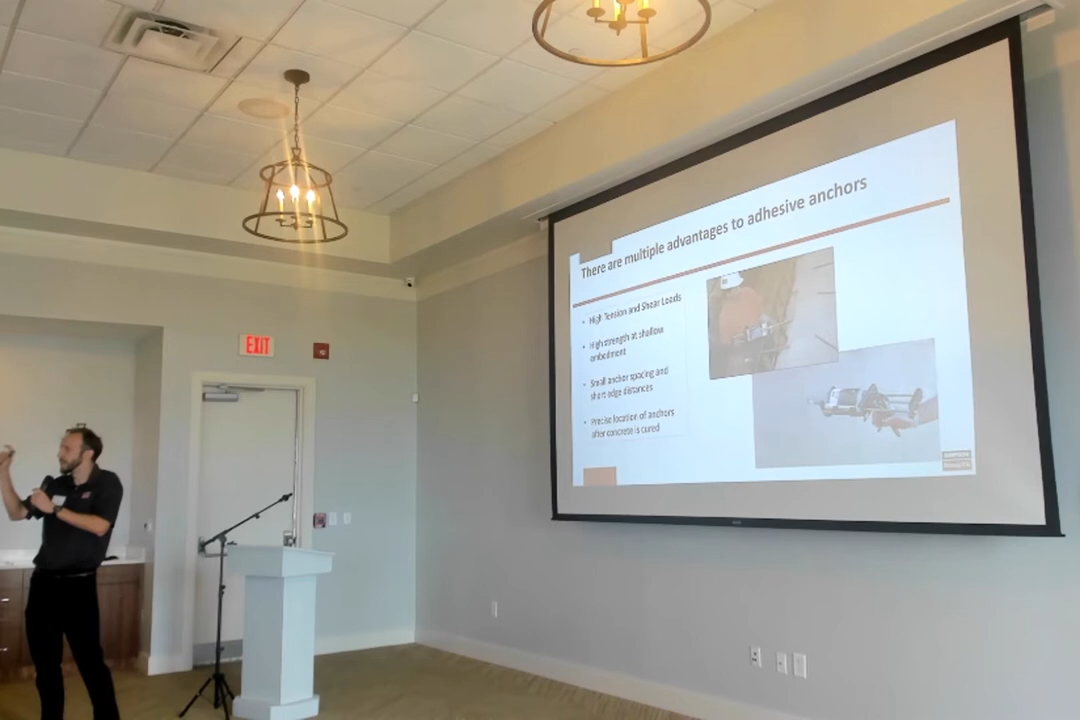 There are multiple advantages to adhesive anchors
• High Tension and Shear Loads
• High strength at shallow
embedment
• Small anchor spacing and
short edge distances
• Precise location of anchors
after concrete is cured
EXIT